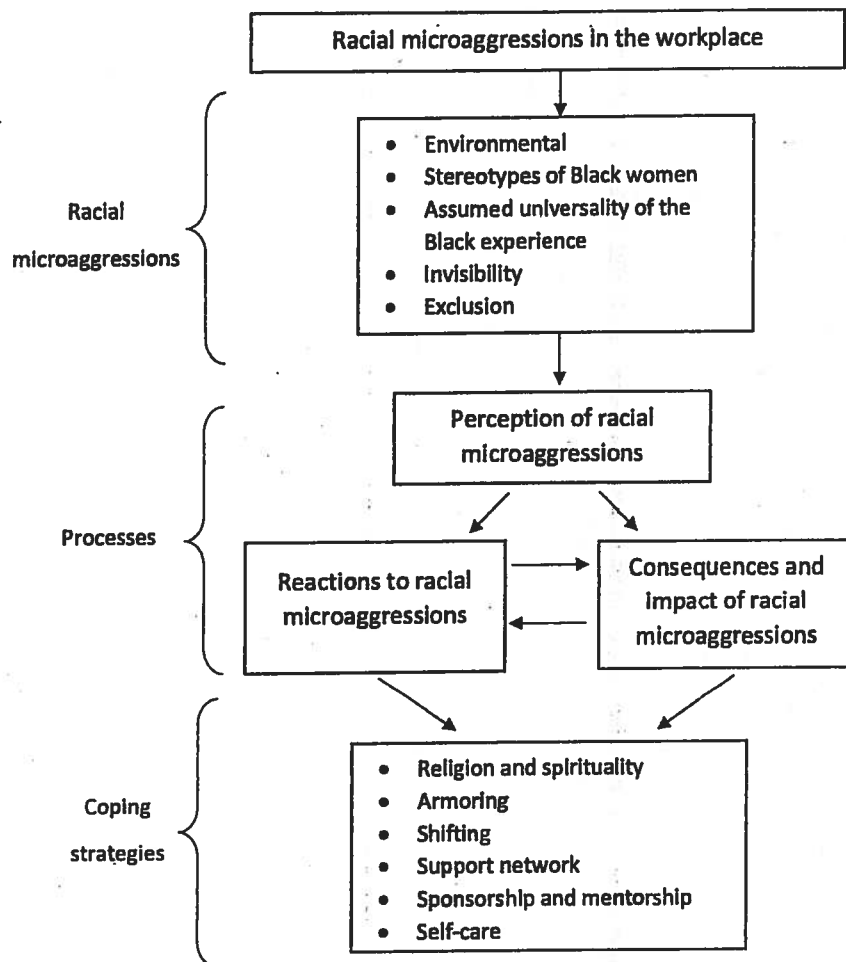 Racial microaggressions in the workplace
Racial
microaggressions
• Environmental
• Stereotypes of Black women
• Assumed universality of the
Black experience
• Invisibility
• Exclusion
Processes
Perception of racial
microaggressions
Reactions to racial
microaggressions
Consequences and
impact of racial
microaggressions
Coping
strategies
• Religion and spirituality
• Armoring
• Shifting
• Support network
• Sponsorship and mentorship
• Self-care